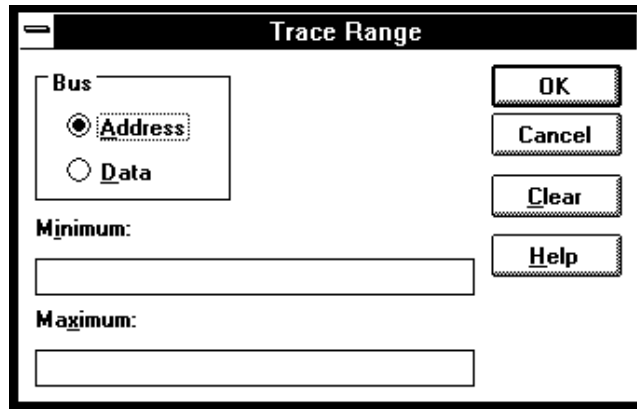 Trace Range
Bus
Address
Data
Minimum:
Maximum:
OK
Cancel
Clear
Help